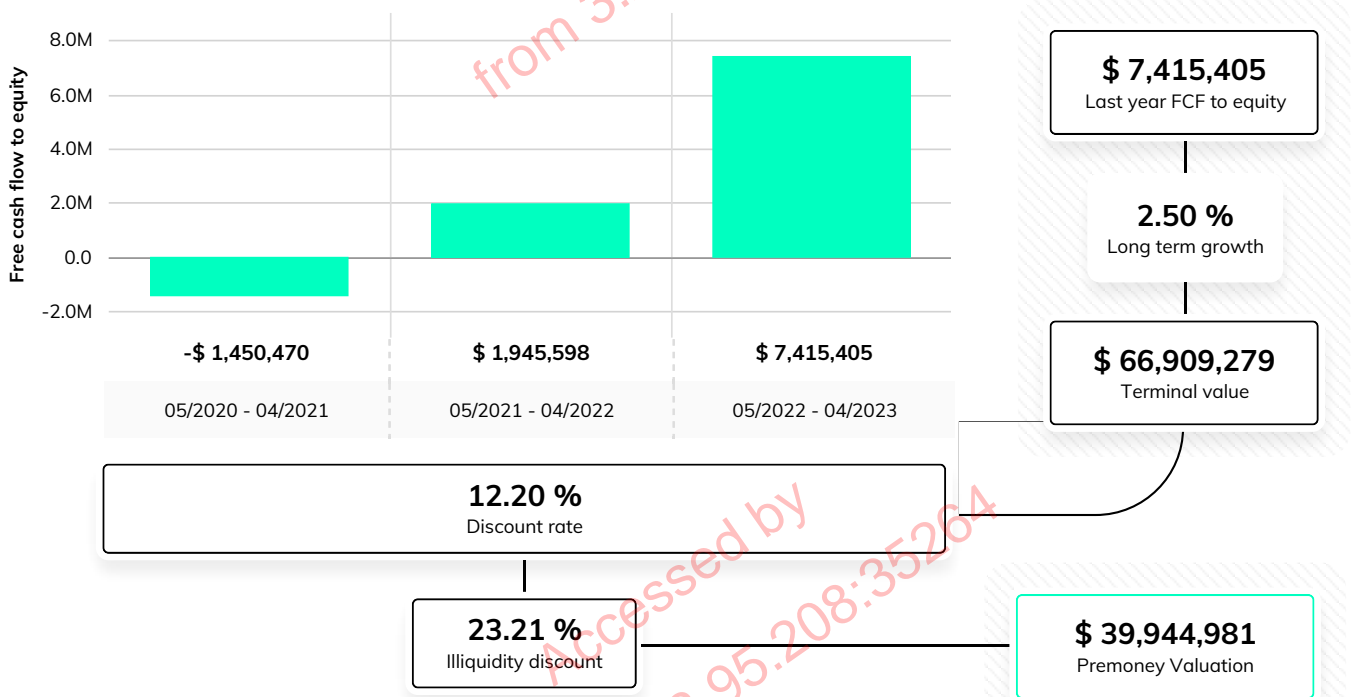 from 3.
8.0M
6.0M
4.0M
2.0M
0.0
-2.0M
Free cash flow to equity
-$ 1,450,470
$ 1,945,598
$ 7,415,405
05/2020 - 04/2021
05/2021 - 04/2022
05/2022 - 04/2023
$ 7,415,405
Last year FCF to equity
2.50 %
Long term growth
$ 66,909,279
Terminal value
12.20 %
Discount rate
23.21 %
Illiquidity discount
$ 39,944,981
Premoney Valuation
Accessed by
95.208:35264